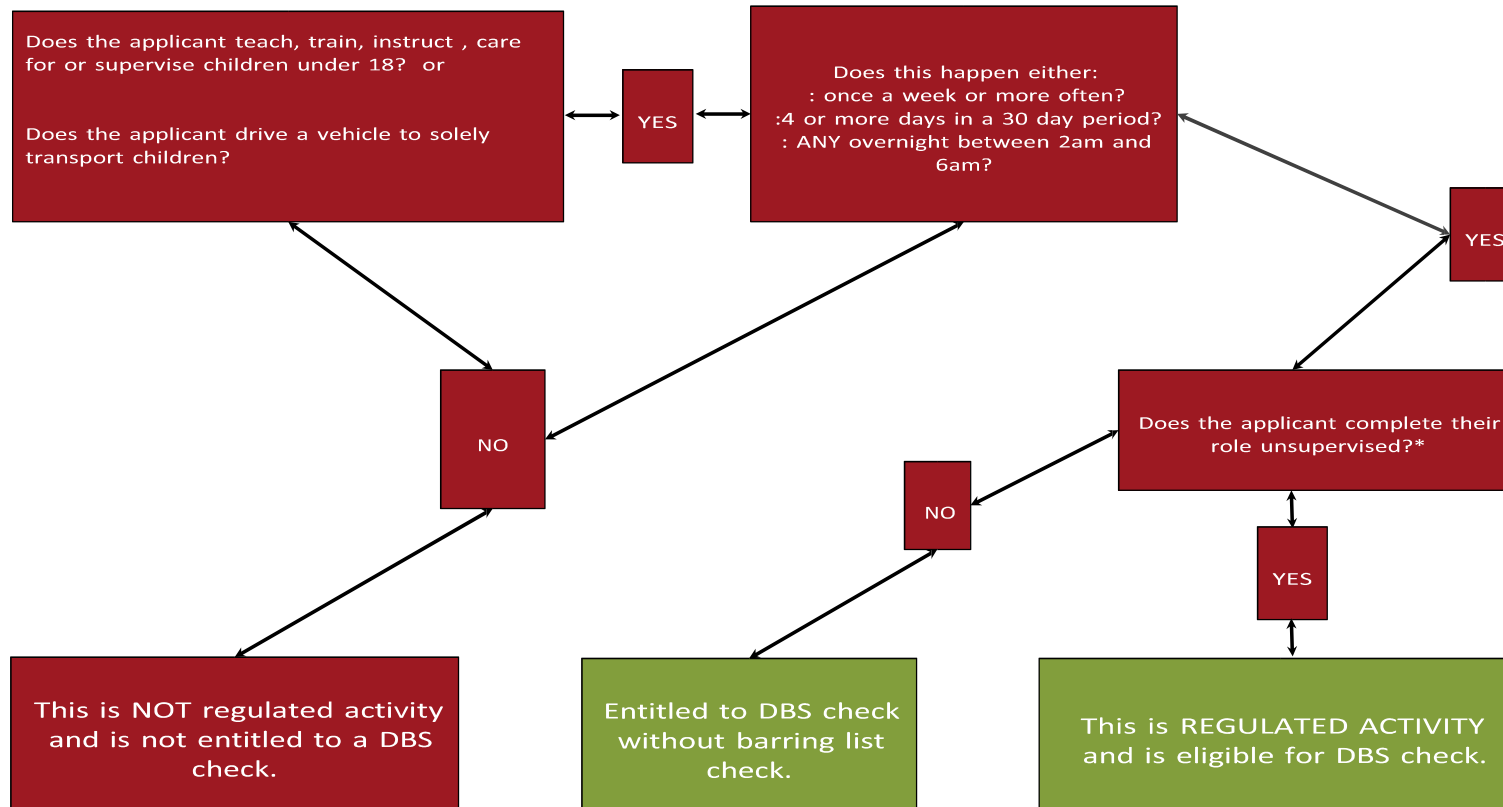 Does the applicant teach, train, instruct , care
for or supervise children under 18?  or
Does the applicant drive a vehicle to solely
transport children?
YES
Does this happen either:
: once a week or more often?
:4 or more days in a 30 day period?
: ANY overnight between 2am and
6am?
YES
NO
Does the applicant complete their
role unsupervised?*
NO
YES
This is NOT regulated activity
and is not entitled to a DBS
check.
Entitled to DBS check
without barring list
check.
This is REGULATED ACTIVITY
and is eligible for DBS check.